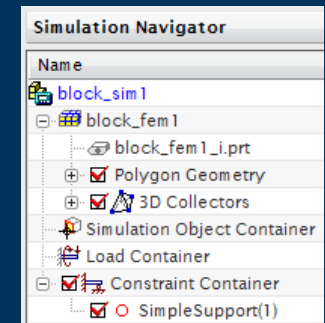 Simulation Navigator
Name
block_sim1
block_fem1
block_fem1_i.prt
Polygon Geometry
3D Collectors
Simulation Object Container
Load Container
Constraint Container
SimpleSupport(1)